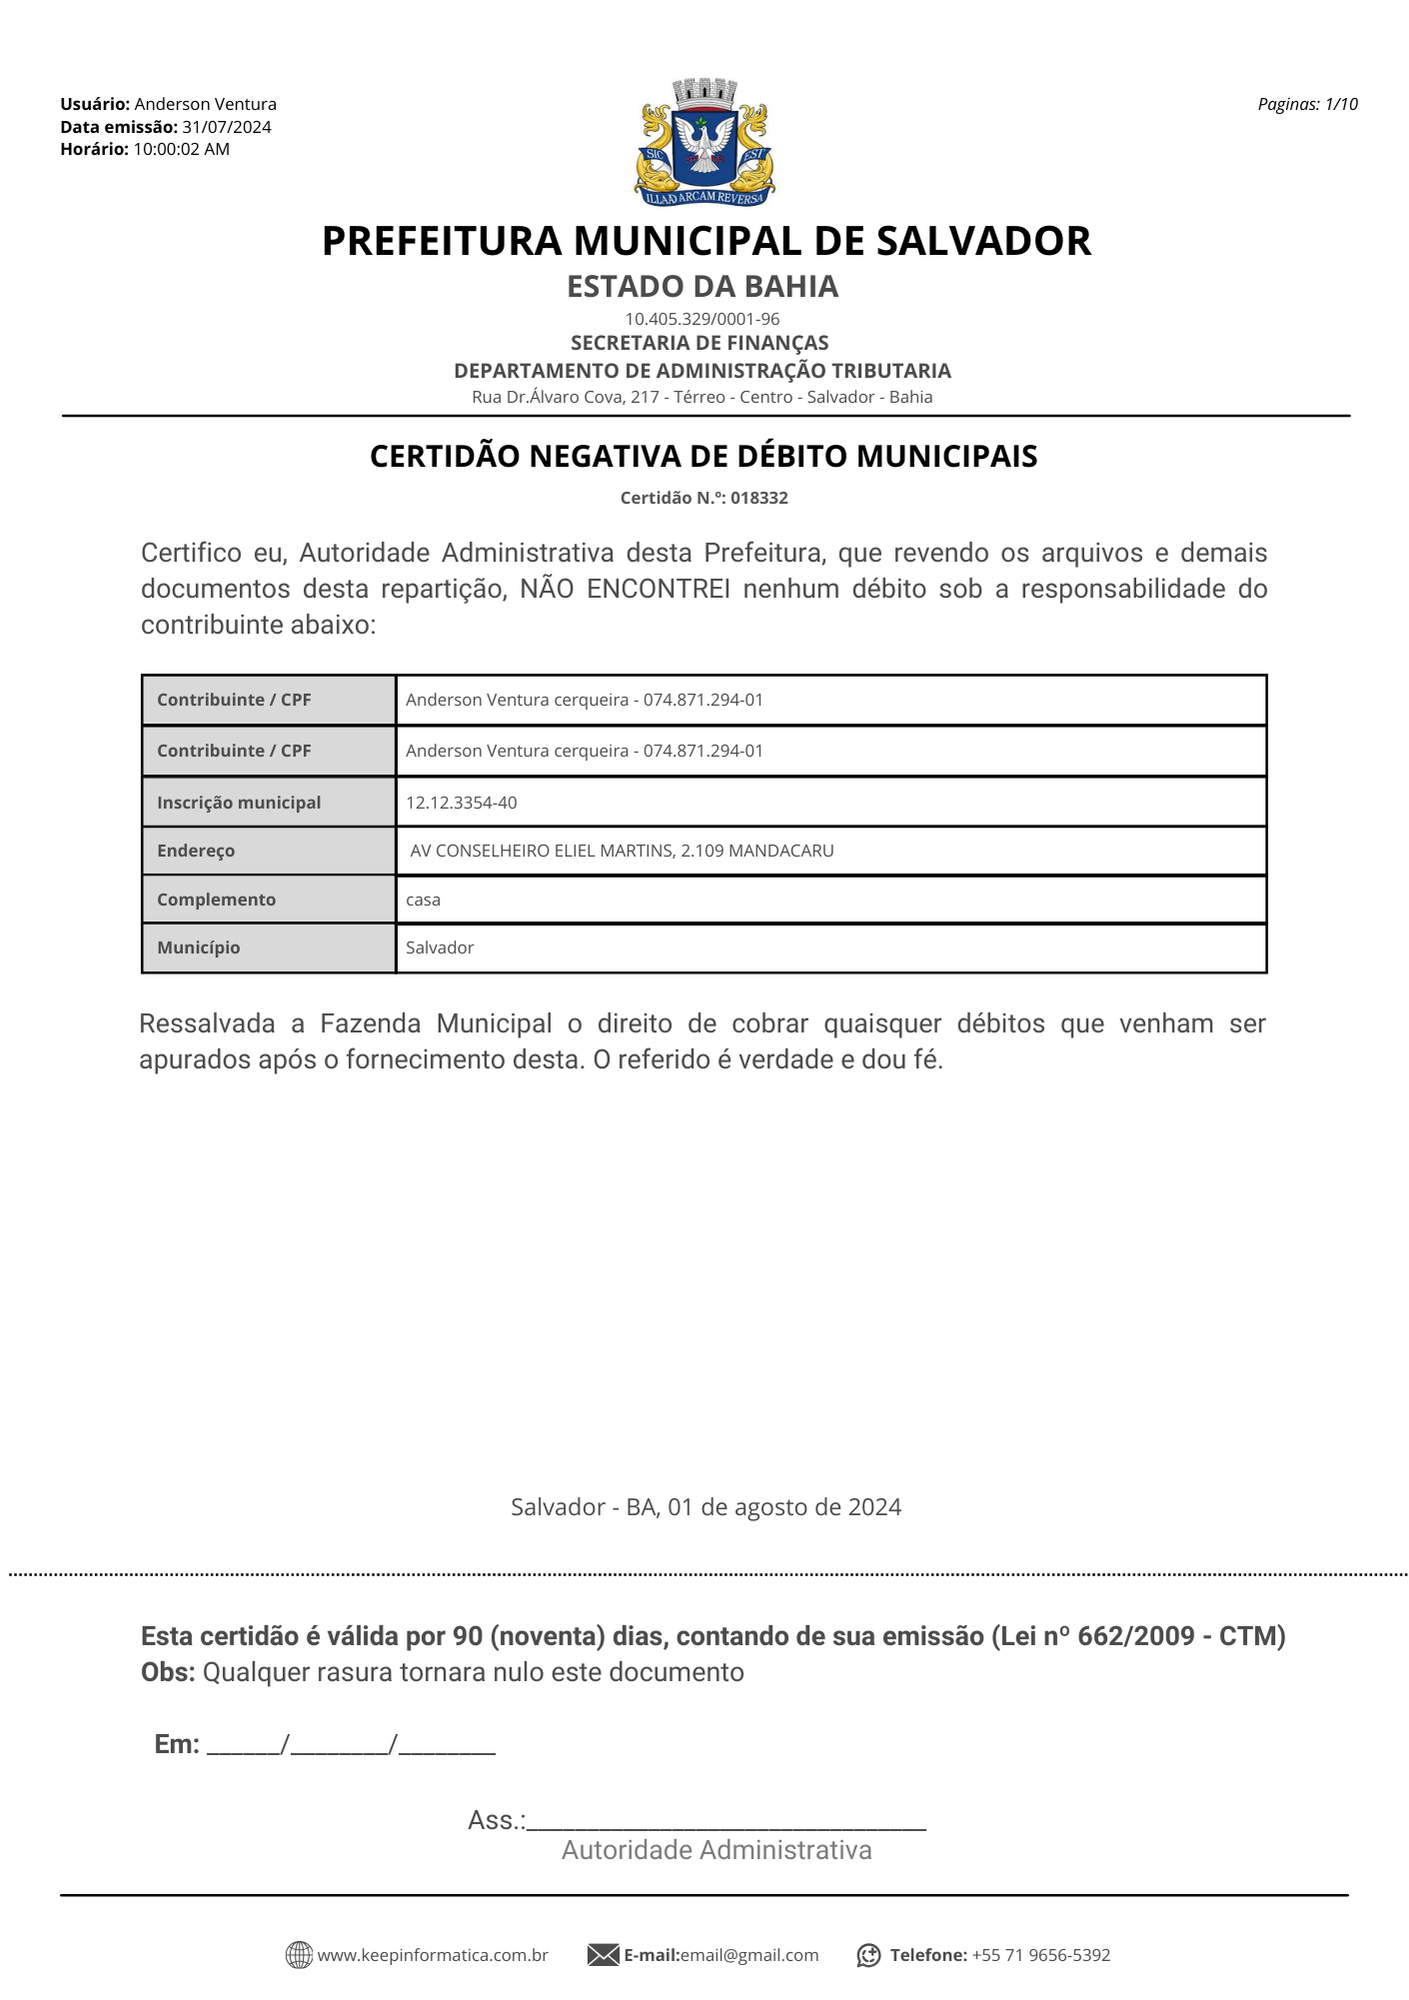 Usuário: Anderson Ventura
Data emissão: 31/07/2024
Horário: 10:00:02 AM
Paginas: 1/10
SIC EST
ILLA AD ARCAM REVERSA
PREFEITURA MUNICIPAL DE SALVADOR
ESTADO DA BAHIA
10.405.329/0001-96
SECRETARIA DE FINANÇAS
DEPARTAMENTO DE ADMINISTRAÇÃO TRIBUTARIA
Rua Dr.Álvaro Cova, 217 - Térreo - Centro - Salvador - Bahia
CERTIDÃO NEGATIVA DE DÉBITO MUNICIPAIS
Certidão N.º: 018332
Certifico eu, Autoridade Administrativa desta Prefeitura, que revendo os arquivos e demais
documentos desta repartição, NÃO ENCONTREI nenhum débito sob a responsabilidade do
contribuinte abaixo:
Contribuinte / CPF Anderson Ventura cerqueira - 074.871.294-01
Contribuinte / CPF Anderson Ventura cerqueira - 074.871.294-01
Inscrição municipal 12.12.3354-40
Endereço AV CONSELHEIRO ELIEL MARTINS, 2.109 MANDACARU
Complemento casa
Município Salvador
Ressalvada a Fazenda Municipal o direito de cobrar quaisquer débitos que venham ser
apurados após o fornecimento desta. O referido é verdade e dou fé.
Salvador - BA, 01 de agosto de 2024
Esta certidão é válida por 90 (noventa) dias, contando de sua emissão (Lei nº 662/2009 - CTM)
Obs: Qualquer rasura tornara nulo este documento
Em: ______/________/________
Ass.:_________________________________
Autoridade Administrativa
www.keepinformatica.com.br E-mail:email@gmail.com Telefone: +55 71 9656-5392